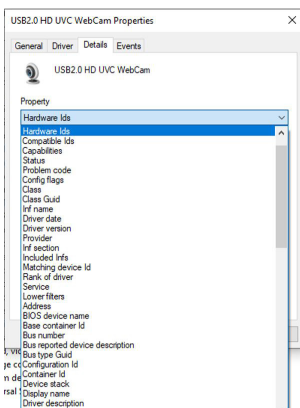 USB2.0 HD UVC WebCam Properties
General Driver Details Events
USB2.0 HD UVC WebCam
Property
Hardware Ids
Hardware Ids
Compatible Ids
Capabilities
Status
Problem code
Config flags
Class
Class Guid
Inf name
Driver date
Driver version
Provider
Inf section
Included Infs
Matching device Id
Rank of driver
Service
Lower filters
Address
BIOS device name
Base container Id
Bus number
Bus reported device description
Bus type Guid
Configuration Id
Container Id
Device stack
Display name
Driver description